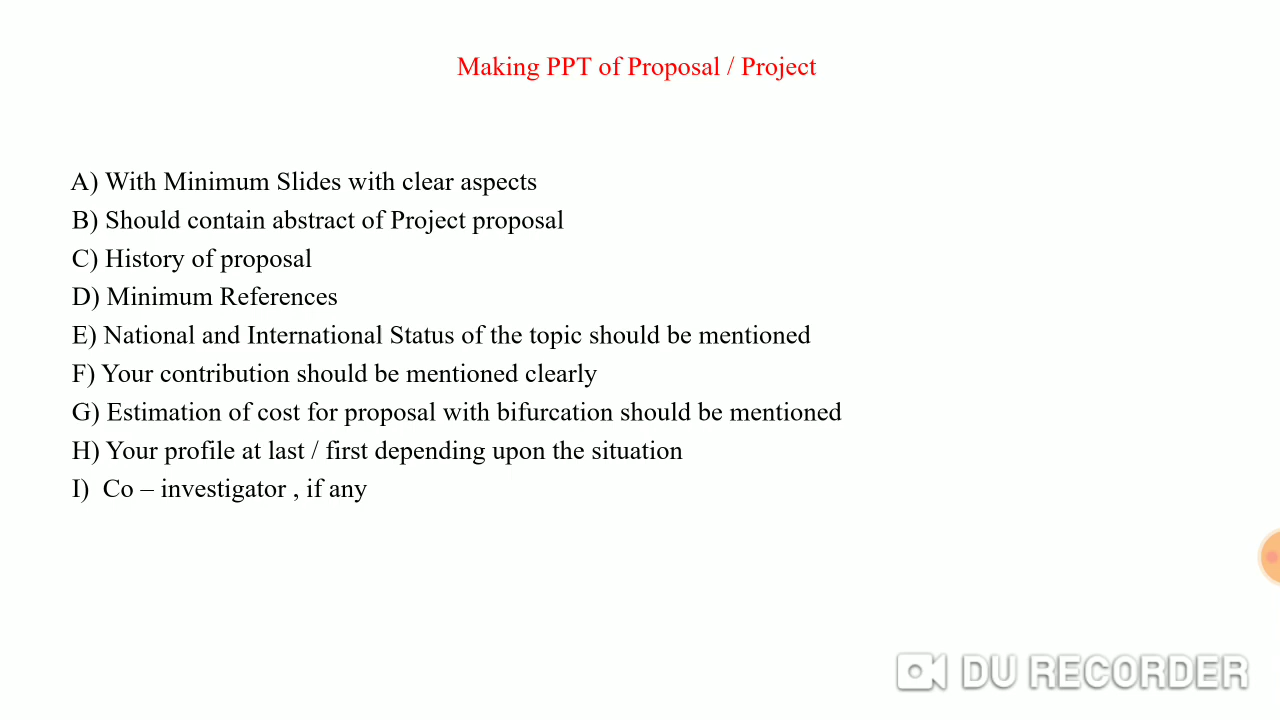 Making PPT of Proposal / Project
A) With Minimum Slides with clear aspects
B) Should contain abstract of Project proposal
C) History of proposal
D) Minimum References
E) National and International Status of the topic should be mentioned
F) Your contribution should be mentioned clearly
G) Estimation of cost for proposal with bifurcation should be mentioned
H) Your profile at last / first depending upon the situation
I)  Co – investigator , if any
DU RECORDER